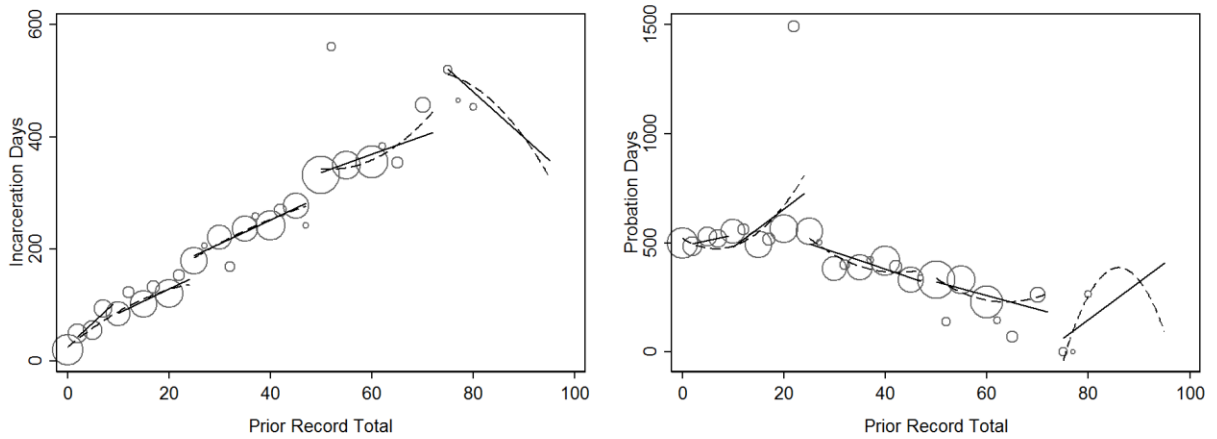 600
400
200
0
Incarceration Days
0 20 40 60 80 100
Prior Record Total
1500
1000
500
0
Probation Days
0 20 40 60 80 100
Prior Record Total